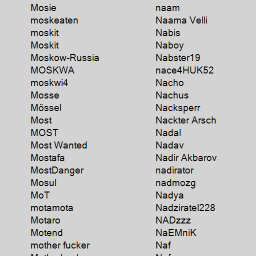 Mosie
moskeaten
moskit
Moskit
Moskow-Russia
MOSKWA
moskwi4
Mosse
Mössel
Most
MOST
Most Wanted
Mostafa
MostDanger
Mosul
MoT
motamota
Motaro
Motend
mother fucker
naam
Naama Velli
Nabis
Naboy
Nabster19
nace4HUK52
Nacho
Nachus
Nacksperr
Nackter Arsch
Nadal
Nadav
Nadir Akbarov
nadirator
nadmozg
Nadya
Nadziratel228
NADzzz
NaEMniK
Naf